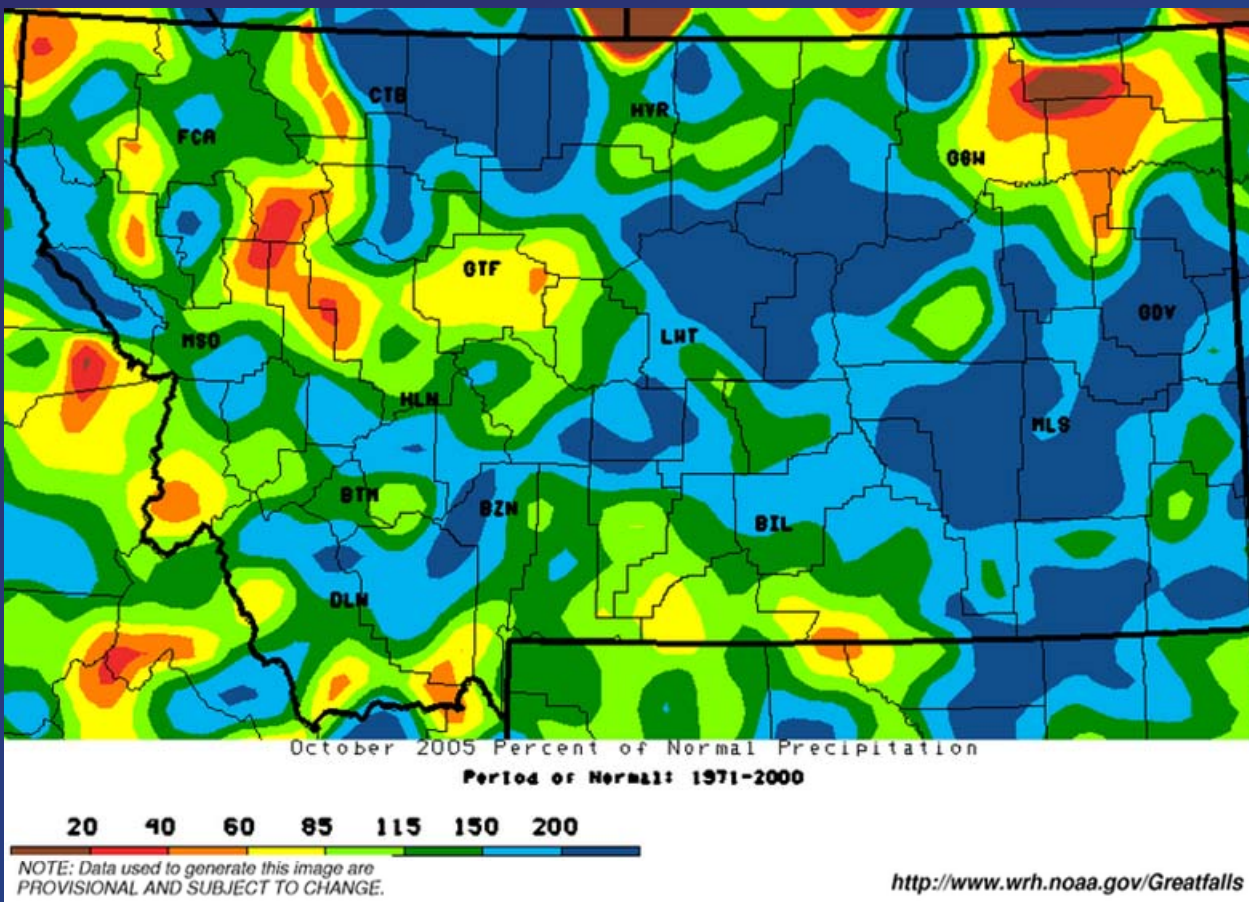 CTB
HVR
FCA
GGW
GTF
GDV
MSO
LWT
HLN
MLS
BTM
BZN
BIL
DLN
October 2005 Percent of Normal Precipitation
Period of Normal: 1971-2000
20 40 60 85 115 150 200
NOTE: Data used to generate this image are
PROVISIONAL AND SUBJECT TO CHANGE.
http://www.wrh.noaa.gov/Greatfalls